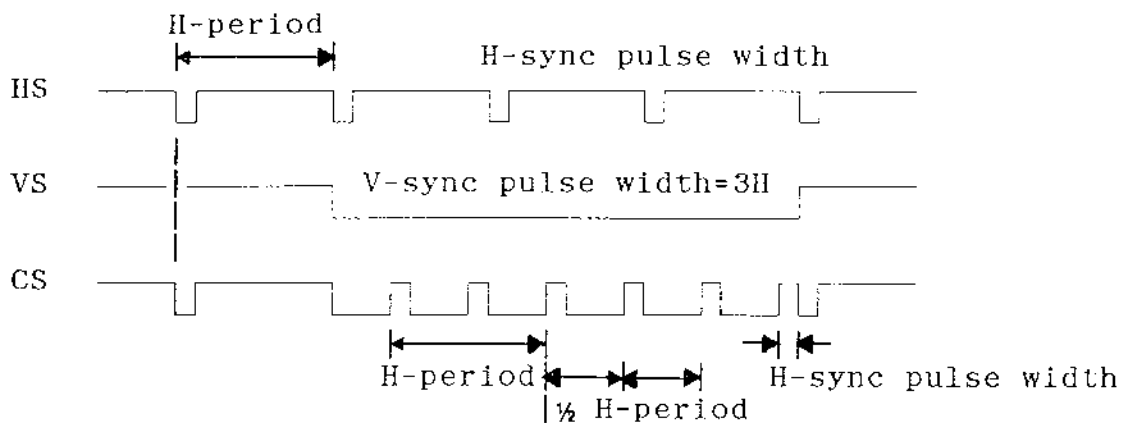 H-period
H-sync pulse width
HS
VS
V-sync pulse width=3H
CS
H-period
H-sync pulse width
½ H-period